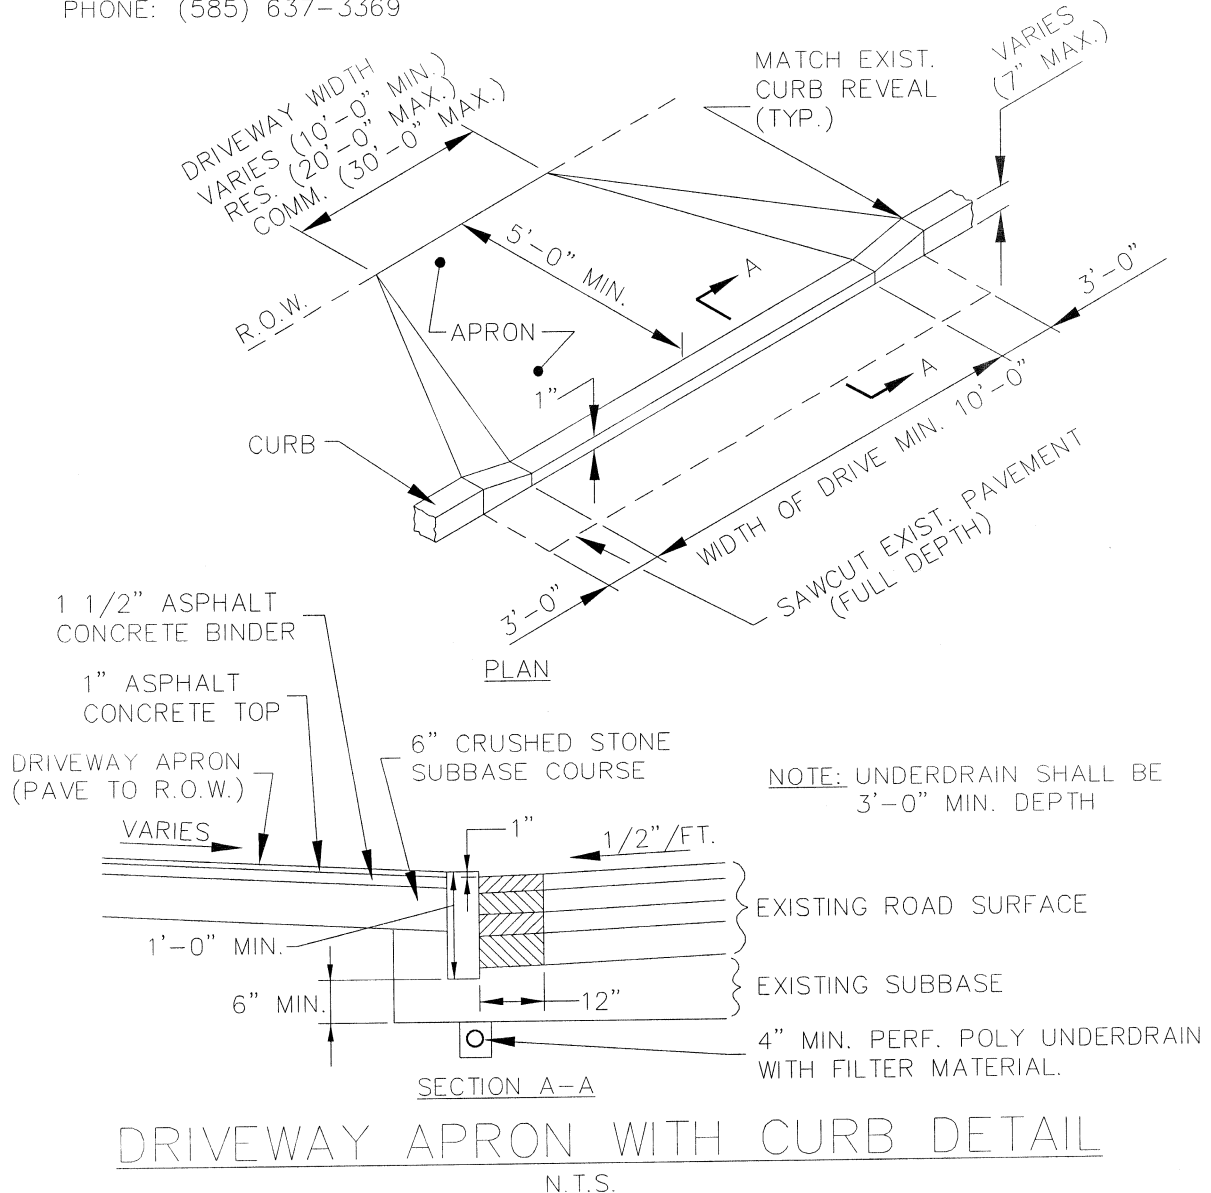 PHONE: (585) 637-3369
DRIVEWAY WIDTH
VARIES (10'-0" MIN.)
RES. (20'-0" MAX.)
COMM. (30'-0" MAX.)
MATCH EXIST.
CURB REVEAL
(TYP.)
VARIES
(7" MAX.)
R.O.W.
5'-0" MIN.
A
APRON
1"
3'-0"
A
CURB
WIDTH OF DRIVE MIN. 10'-0"
SAWCUT EXIST. PAVEMENT
(FULL DEPTH)
3'-0"
PLAN
1 1/2" ASPHALT
CONCRETE BINDER
1" ASPHALT
CONCRETE TOP
DRIVEWAY APRON
(PAVE TO R.O.W.)
VARIES
6" CRUSHED STONE
SUBBASE COURSE
NOTE: UNDERDRAIN SHALL BE
3'-0" MIN. DEPTH
1"
1/2"/FT.
EXISTING ROAD SURFACE
1'-0" MIN.
EXISTING SUBBASE
6" MIN.
12"
4" MIN. PERF. POLY UNDERDRAIN
WITH FILTER MATERIAL.
SECTION A-A
DRIVEWAY APRON WITH CURB DETAIL
N.T.S.